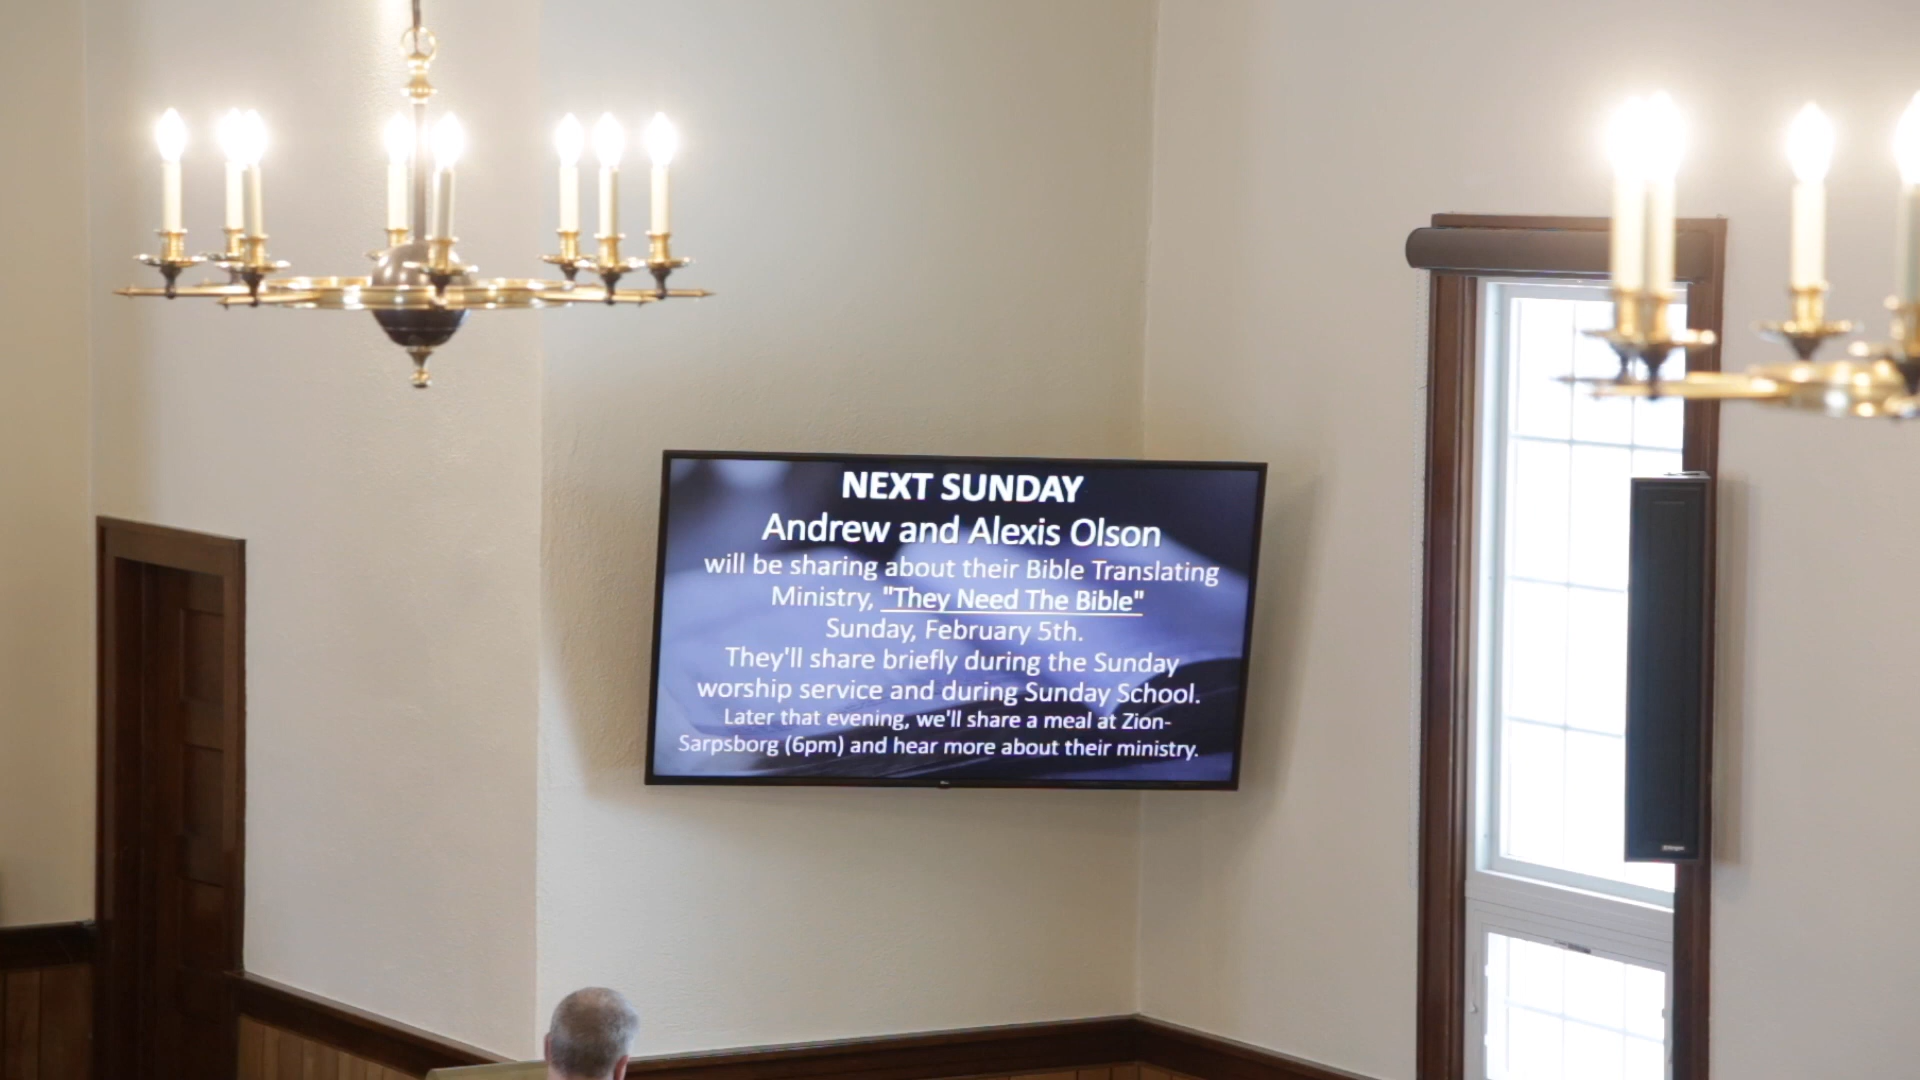 NEXT SUNDAY
Andrew and Alexis Olson
will be sharing about their Bible Translating
Ministry, "They Need The Bible"
Sunday, February 5th.
They'll share briefly during the Sunday
worship service and during Sunday School.
Later that evening, we'll share a meal at Zion-
Sarpsborg (6pm) and hear more about their ministry.